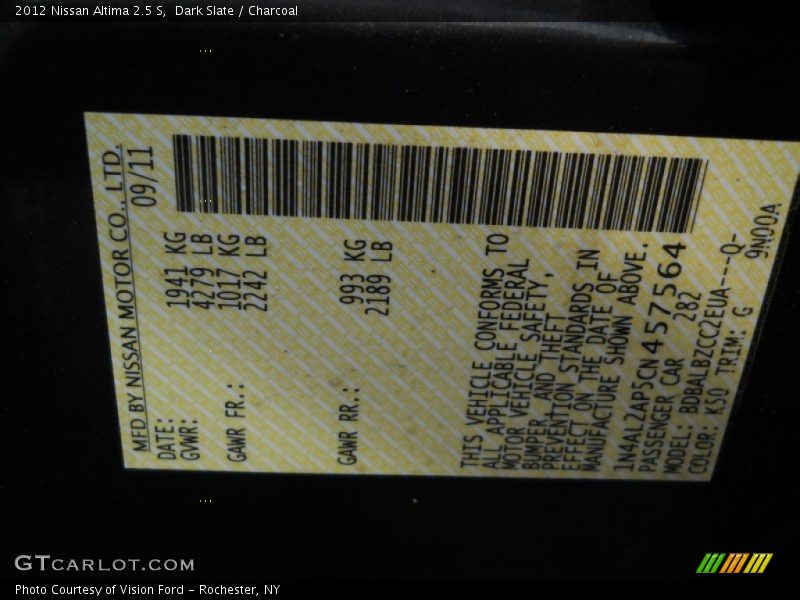 2012 Nissan Altima 2.5 S, Dark Slate / Charcoal
MFD BY NISSAN MOTOR CO., LTD.
DATE: 09/11
GVWR: 1941 KG
4279 LB
GAWR FR.: 1017 KG
2242 LB
GAWR RR.: 993 KG
2189 LB
THIS VEHICLE CONFORMS TO
ALL APPLICABLE FEDERAL
MOTOR VEHICLE SAFETY,
BUMPER AND THEFT
PREVENTION STANDARDS IN
EFFECT ON THE DATE OF
MANUFACTURE SHOWN ABOVE.
1N4AL2AP5CN457564
PASSENGER CAR 282
MODEL: BDBALBZCC2EUA---Q-
COLOR: K50 TRIM: G 9N00A
GTCARLOT.COM
Photo Courtesy of Vision Ford - Rochester, NY